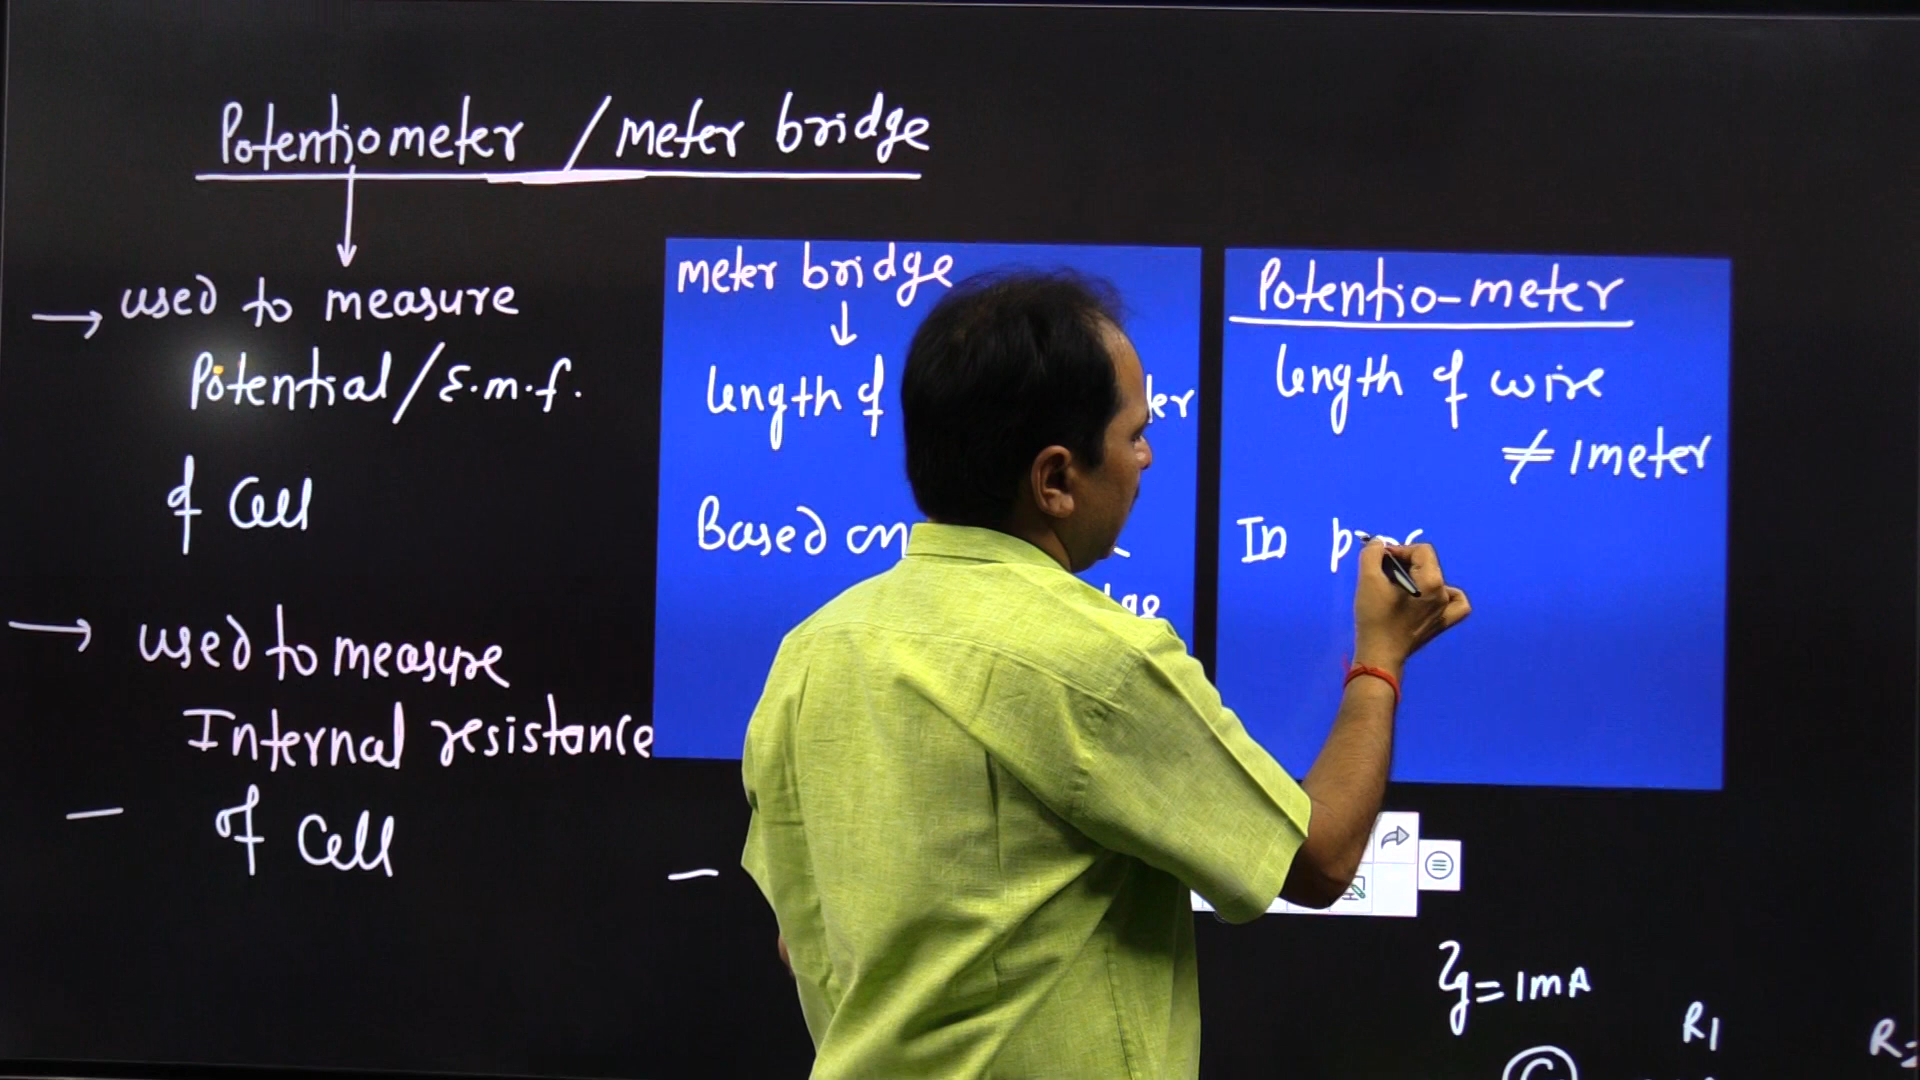 Potentiometer / meter bridge
→ used to measure
Potential / E.m.f.
of Cell
→ used to measure
Internal resistance
of Cell
meter bridge
length of
Based on
Potentio-meter
length of wire
≠ 1meter
In
Ig = 1mA
R1
G